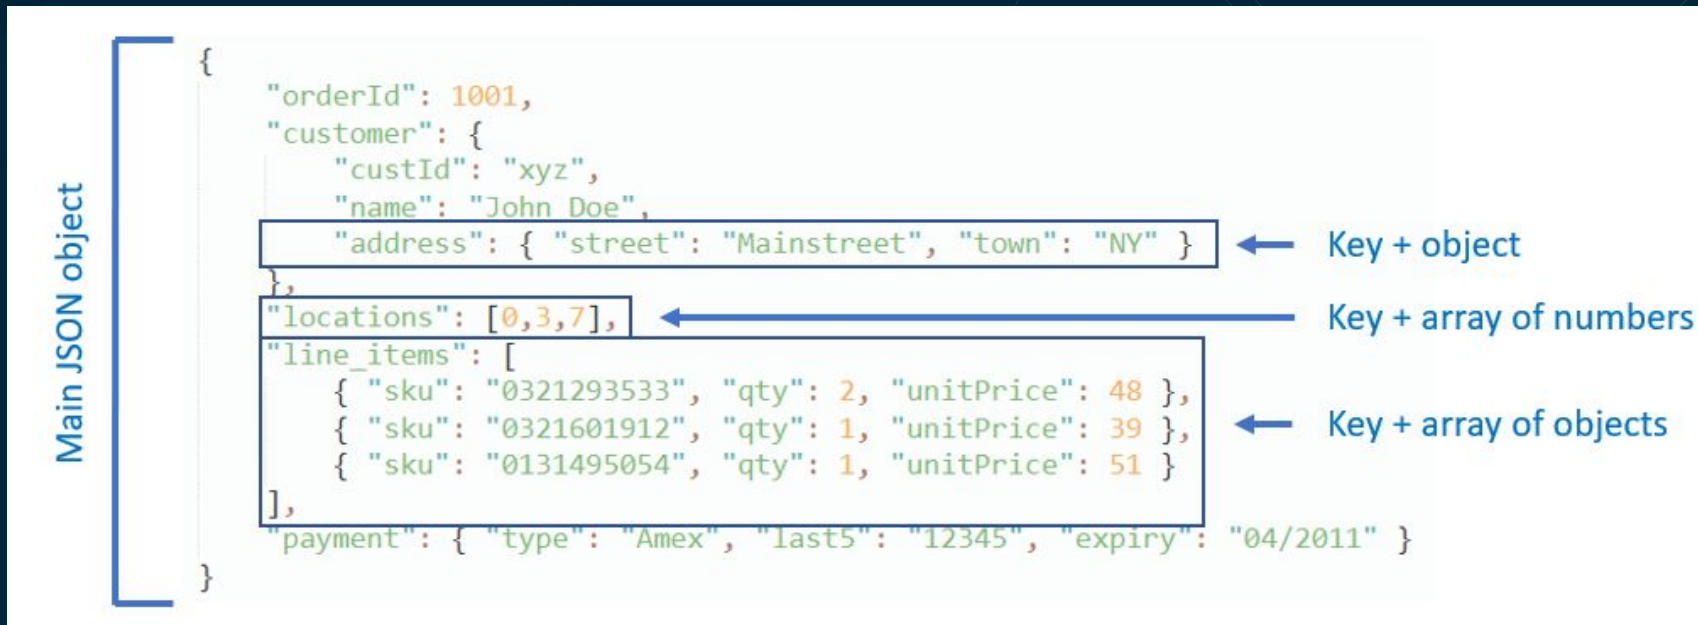 Main JSON object
{
"orderId": 1001,
"customer": {
"custId": "xyz",
"name": "John Doe",
"address": { "street": "Mainstreet", "town": "NY" }
Key + object
},
"locations": [0,3,7],
Key + array of numbers
"line_items": [
{ "sku": "0321293533", "qty": 2, "unitPrice": 48 },
{ "sku": "0321601912", "qty": 1, "unitPrice": 39 },
Key + array of objects
{ "sku": "0131495054", "qty": 1, "unitPrice": 51 }
],
"payment": { "type": "Amex", "last5": "12345", "expiry": "04/2011" }
}